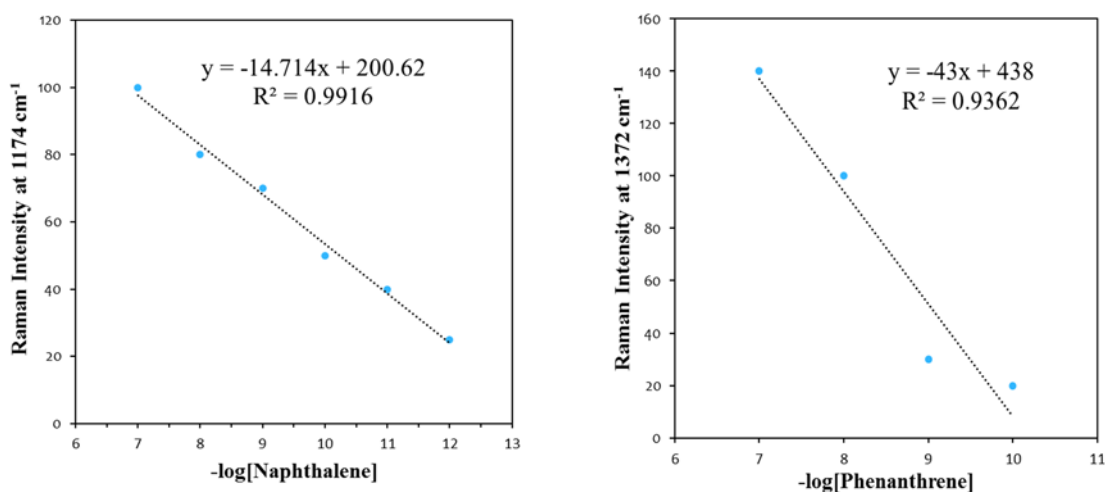 120
100
80
60
40
20
0
6 7 8 9 10 11 12 13
Raman Intensity at 1174 cm⁻¹
-log[Naphthalene]
y = -14.714x + 200.62
R² = 0.9916
160
140
120
100
80
60
40
20
0
6 7 8 9 10 11
Raman Intensity at 1372 cm⁻¹
-log[Phenanthrene]
y = -43x + 438
R² = 0.9362